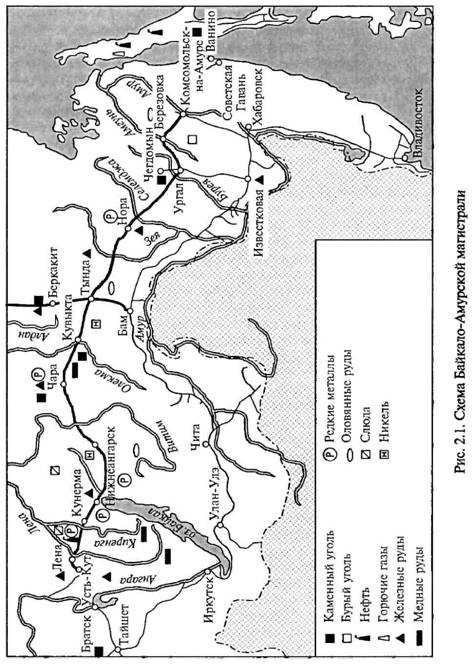 Братск
Тайшет
Усть-Кут
Лена
Лена
Киренга
Ангара
Иркутск
оз. Байкал
Кунерма
Нижнеангарск
Улан-Удэ
Чита
Витим
Чара
Олекма
Алдан
Кувыкта
Беркакит
Тында
Бам
Амур
Зея
Нора
Селемджа
Чегдомын
Ургал
Бурея
Известковая
Березовка
Амгунь
Амур
Комсомольск-
на-Амуре
Ванино
Советская
Гавань
Хабаровск
Владивосток
Каменный уголь
Бурый уголь
Нефть
Горючие газы
Железные руды
Медные руды
Р Редкие металлы
Оловянные руды
Слюда
Н Никель
Рис. 2.1. Схема Байкало-Амурской магистрали